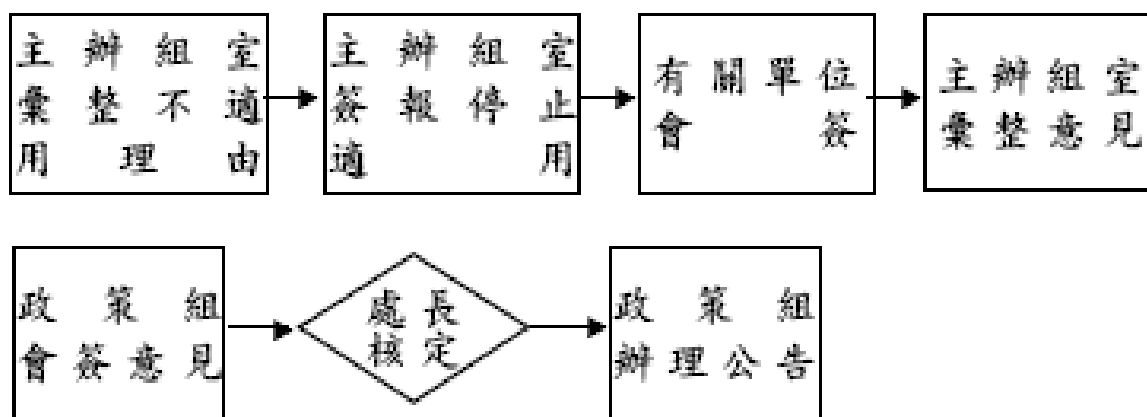 主辦組室
彙整不適
用理由
主辦組室
簽報停止
適用
有關單位
會簽
主辦組室
彙整意見
政策組
會簽意見
處長
核定
政策組
辦理公告